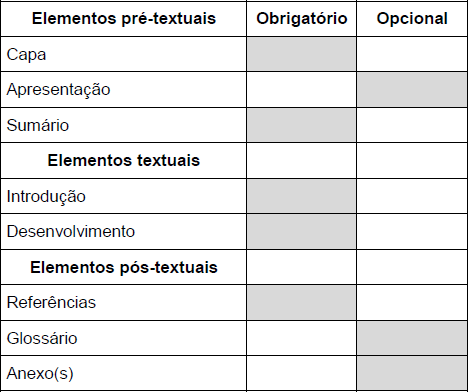 Elementos pré-textuais Obrigatório Opcional
Capa
Apresentação
Sumário
Elementos textuais
Introdução
Desenvolvimento
Elementos pós-textuais
Referências
Glossário
Anexo(s)